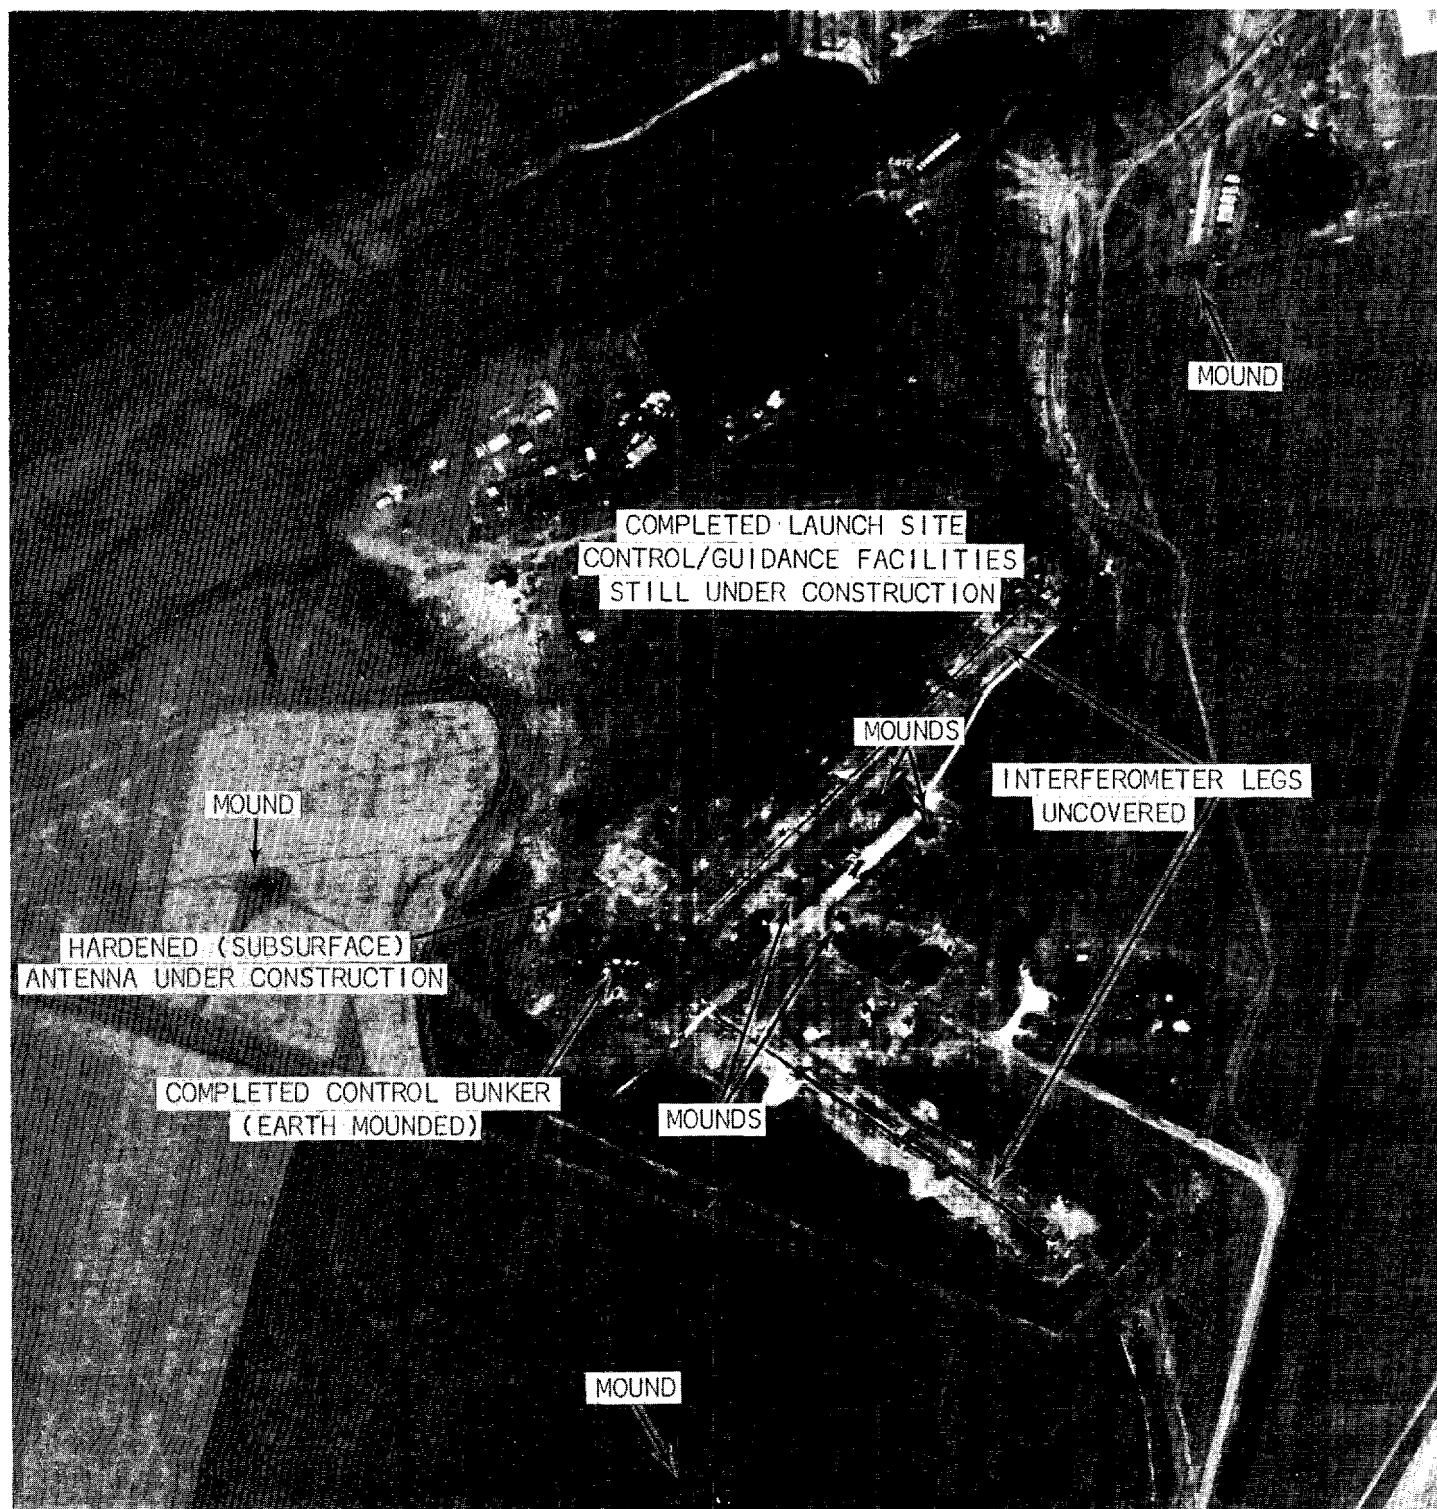 MOUND
COMPLETED LAUNCH SITE
CONTROL/GUIDANCE FACILITIES
STILL UNDER CONSTRUCTION
MOUNDS
INTERFEROMETER LEGS
UNCOVERED
MOUND
HARDENED (SUBSURFACE)
ANTENNA UNDER CONSTRUCTION
COMPLETED CONTROL BUNKER
(EARTH MOUNDED)
MOUNDS
MOUND